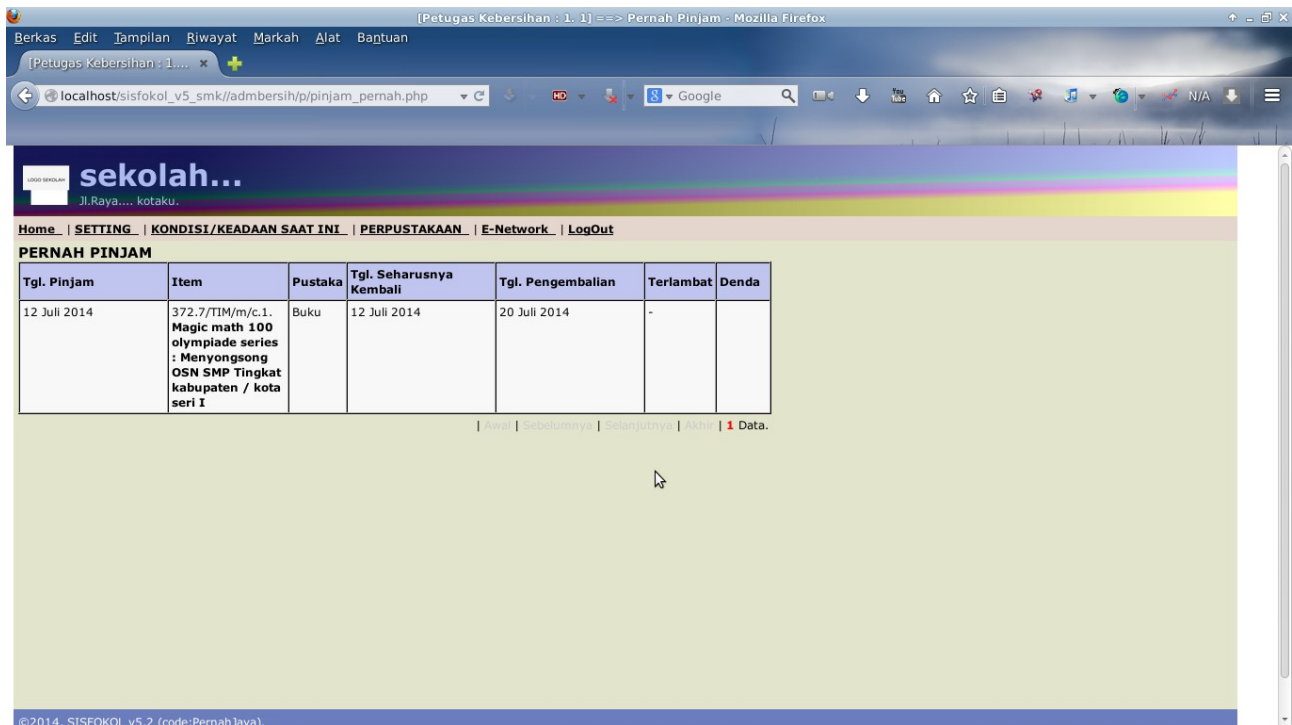 [Petugas Kebersihan : 1. 1] ==> Pernah Pinjam - Mozilla Firefox
Berkas Edit Tampilan Riwayat Markah Alat Bantuan
[Petugas Kebersihan : 1....
localhost/sisfokol_v5_smk//admbersih/p/pinjam_pernah.php
HD
Google
You Tube
N/A
LOGO SEKOLAH
sekolah...
Jl.Raya.... kotaku.
Home | SETTING | KONDISI/KEADAAN SAAT INI | PERPUSTAKAAN | E-Network | LogOut
PERNAH PINJAM
Tgl. Pinjam
Item
Pustaka
Tgl. Seharusnya
Kembali
Tgl. Pengembalian
Terlambat
Denda
12 Juli 2014
372.7/TIM/m/c.1.
Magic math 100
olympiade series
: Menyongsong
OSN SMP Tingkat
kabupaten / kota
seri I
Buku
12 Juli 2014
20 Juli 2014
-
| Awal | Sebelumnya | Selanjutnya | Akhir | 1 Data.
©2014. SISFOKOL v5.2 (code:PernahJaya).